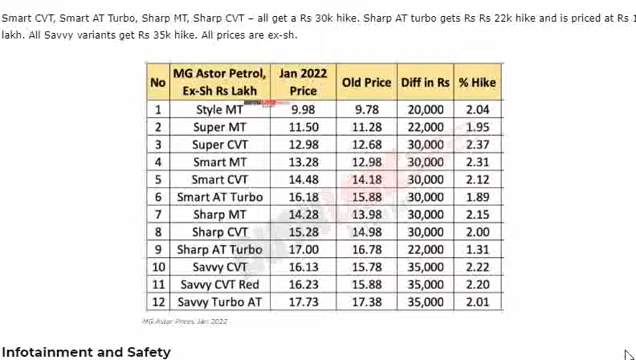 Smart CVT, Smart AT Turbo, Sharp MT, Sharp CVT – all get a Rs 30k hike. Sharp AT turbo gets Rs Rs 22k hike and is priced at Rs 1
lakh. All Savvy variants get Rs 35k hike. All prices are ex-sh.
No MG Astor Petrol, Ex-Sh Rs Lakh Jan 2022 Price Old Price Diff in Rs % Hike
1 Style MT 9.98 9.78 20,000 2.04
2 Super MT 11.50 11.28 22,000 1.95
3 Super CVT 12.98 12.68 30,000 2.37
4 Smart MT 13.28 12.98 30,000 2.31
5 Smart CVT 14.48 14.18 30,000 2.12
6 Smart AT Turbo 16.18 15.88 30,000 1.89
7 Sharp MT 14.28 13.98 30,000 2.15
8 Sharp CVT 15.28 14.98 30,000 2.00
9 Sharp AT Turbo 17.00 16.78 22,000 1.31
10 Savvy CVT 16.13 15.78 35,000 2.22
11 Savvy CVT Red 16.23 15.88 35,000 2.20
12 Savvy Turbo AT 17.73 17.38 35,000 2.01
MG Astor Prices Jan 2022
Infotainment and Safety